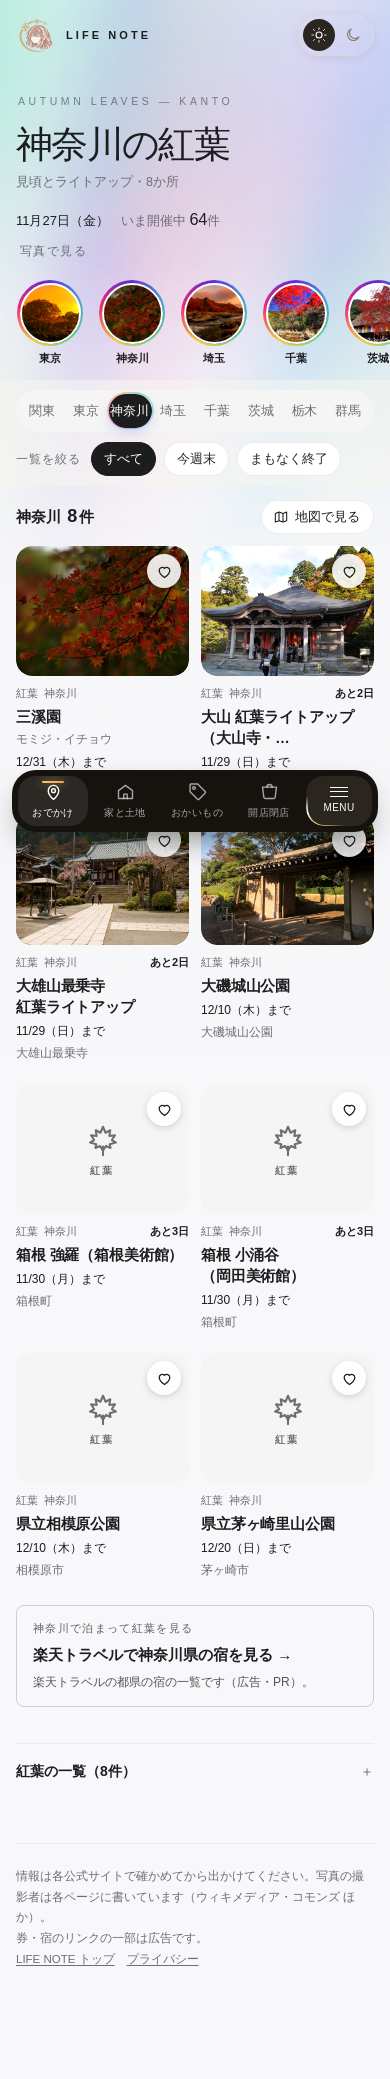 LIFE NOTE
AUTUMN LEAVES — KANTO
神奈川の紅葉
見頃とライトアップ・8か所
11月27日（金） いま開催中 64件
写真で見る
東京 神奈川 埼玉 千葉 茨城
関東 東京 神奈川 埼玉 千葉 茨城 栃木 群馬
一覧を絞る すべて 今週末 まもなく終了
神奈川 8件 地図で見る
紅葉 神奈川
三溪園
モミジ・イチョウ
12/31（木）まで
紅葉 神奈川 あと2日
大山 紅葉ライトアップ
（大山寺・…
11/29（日）まで
おでかけ 家と土地 おかいもの 開店閉店 MENU
紅葉 神奈川 あと2日
大雄山最乗寺
紅葉ライトアップ
11/29（日）まで
大雄山最乗寺
紅葉 神奈川
大磯城山公園
12/10（木）まで
大磯城山公園
紅葉
紅葉 神奈川 あと3日
箱根 強羅（箱根美術館）
11/30（月）まで
箱根町
紅葉
紅葉 神奈川 あと3日
箱根 小涌谷
（岡田美術館）
11/30（月）まで
箱根町
紅葉
紅葉 神奈川
県立相模原公園
12/10（木）まで
相模原市
紅葉
紅葉 神奈川
県立茅ヶ崎里山公園
12/20（日）まで
茅ヶ崎市
神奈川で泊まって紅葉を見る
楽天トラベルで神奈川県の宿を見る →
楽天トラベルの都県の宿の一覧です（広告・PR）。
紅葉の一覧（8件） +
情報は各公式サイトで確かめてから出かけてください。写真の撮
影者は各ページに書いています（ウィキメディア・コモンズ ほ
か）。
券・宿のリンクの一部は広告です。
LIFE NOTE トップ プライバシー